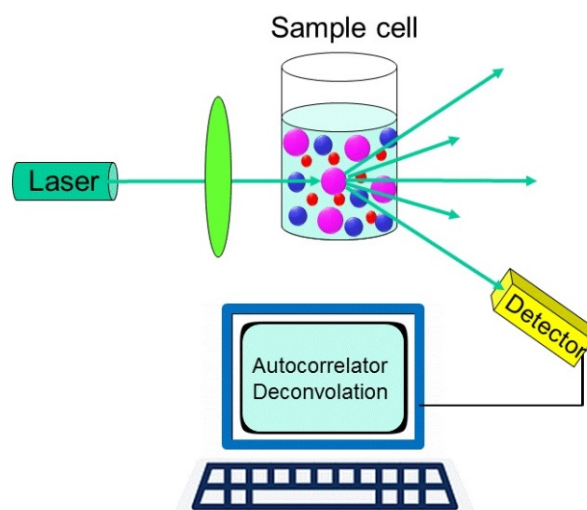 Sample cell
Laser
Detector
Autocorrelator
Deconvolation